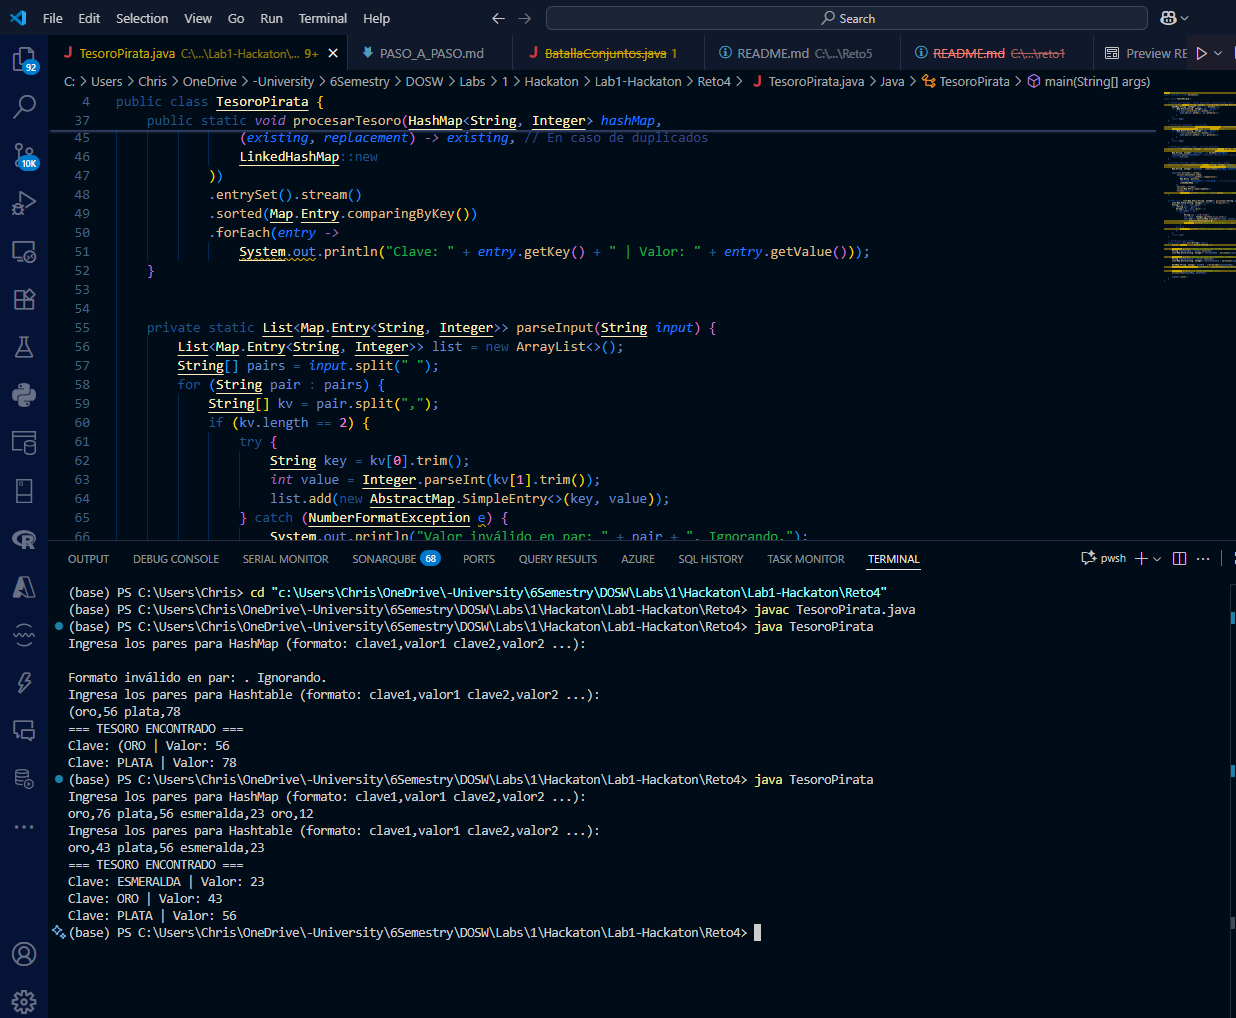 File Edit Selection View Go Run Terminal Help Search
TesoroPirata.java C:\...\Lab1-Hackaton\... 9+ PASO_A_PASO.md BatallaConjuntos.java 1 README.md C:\...\Reto5 README.md C:\...\reto1 Preview RE
C: > Users > Chris > OneDrive > -University > 6Semestry > DOSW > Labs > 1 > Hackaton > Lab1-Hackaton > Reto4 > TesoroPirata.java > Java > TesoroPirata > main(String[] args)
92
10K
4 public class TesoroPirata {
37 public static void procesarTesoro(HashMap<String, Integer> hashMap,
45 (existing, replacement) -> existing, // En caso de duplicados
46 LinkedHashMap::new
47 ))
48 .entrySet().stream()
49 .sorted(Map.Entry.comparingByKey())
50 .forEach(entry ->
51 System.out.println("Clave: " + entry.getKey() + " | Valor: " + entry.getValue()));
52 }
53
54
55 private static List<Map.Entry<String, Integer>> parseInput(String input) {
56 List<Map.Entry<String, Integer>> list = new ArrayList<>();
57 String[] pairs = input.split(" ");
58 for (String pair : pairs) {
59 String[] kv = pair.split(",");
60 if (kv.length == 2) {
61 try {
62 String key = kv[0].trim();
63 int value = Integer.parseInt(kv[1].trim());
64 list.add(new AbstractMap.SimpleEntry<>(key, value));
65 } catch (NumberFormatException e) {
66 System.out.println("Valor inválido en par: " + pair + ". Ignorando.");
OUTPUT DEBUG CONSOLE SERIAL MONITOR SONARQUBE 68 PORTS QUERY RESULTS AZURE SQL HISTORY TASK MONITOR TERMINAL pwsh
(base) PS C:\Users\Chris> cd "c:\Users\Chris\OneDrive\-University\6Semestry\DOSW\Labs\1\Hackaton\Lab1-Hackaton\Reto4"
(base) PS C:\Users\Chris\OneDrive\-University\6Semestry\DOSW\Labs\1\Hackaton\Lab1-Hackaton\Reto4> javac TesoroPirata.java
(base) PS C:\Users\Chris\OneDrive\-University\6Semestry\DOSW\Labs\1\Hackaton\Lab1-Hackaton\Reto4> java TesoroPirata
Ingresa los pares para HashMap (formato: clave1,valor1 clave2,valor2 ...):
Formato inválido en par: . Ignorando.
Ingresa los pares para Hashtable (formato: clave1,valor1 clave2,valor2 ...):
(oro,56 plata,78
=== TESORO ENCONTRADO ===
Clave: (ORO | Valor: 56
Clave: PLATA | Valor: 78
(base) PS C:\Users\Chris\OneDrive\-University\6Semestry\DOSW\Labs\1\Hackaton\Lab1-Hackaton\Reto4> java TesoroPirata
Ingresa los pares para HashMap (formato: clave1,valor1 clave2,valor2 ...):
oro,76 plata,56 esmeralda,23 oro,12
Ingresa los pares para Hashtable (formato: clave1,valor1 clave2,valor2 ...):
oro,43 plata,56 esmeralda,23
=== TESORO ENCONTRADO ===
Clave: ESMERALDA | Valor: 23
Clave: ORO | Valor: 43
Clave: PLATA | Valor: 56
(base) PS C:\Users\Chris\OneDrive\-University\6Semestry\DOSW\Labs\1\Hackaton\Lab1-Hackaton\Reto4>